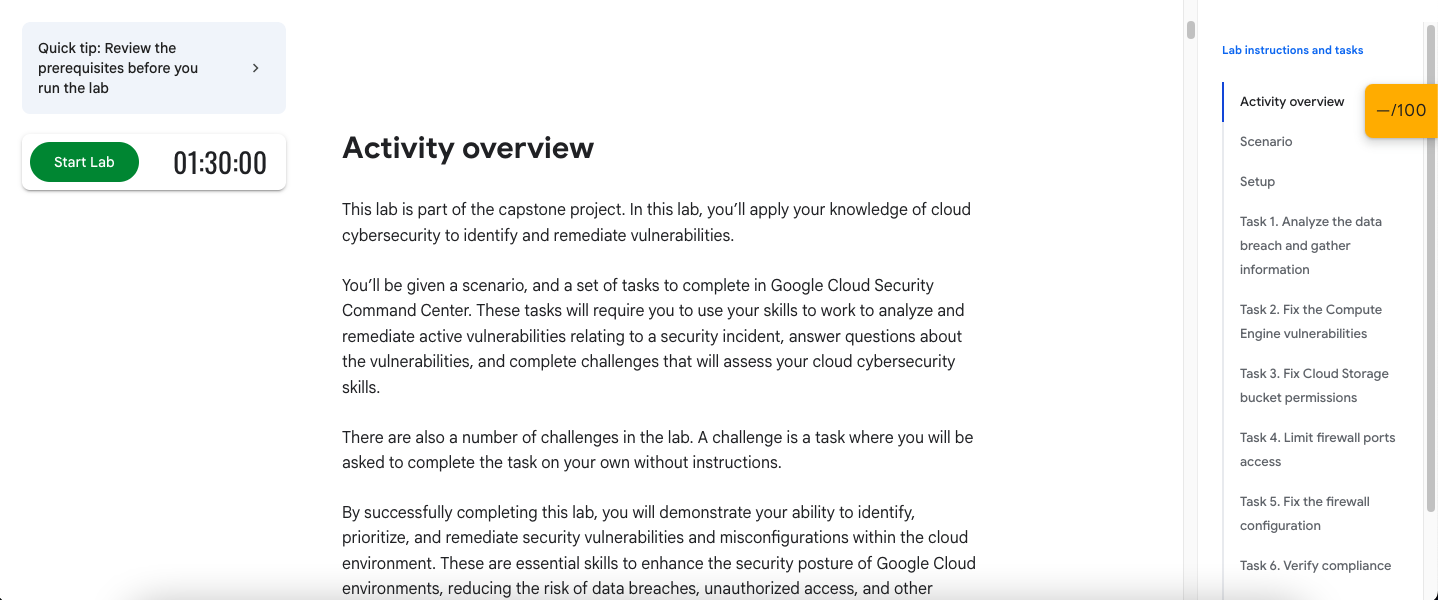 Quick tip: Review the
prerequisites before you
run the lab
Start Lab
01:30:00
Activity overview
This lab is part of the capstone project. In this lab, you’ll apply your knowledge of cloud
cybersecurity to identify and remediate vulnerabilities.
You’ll be given a scenario, and a set of tasks to complete in Google Cloud Security
Command Center. These tasks will require you to use your skills to work to analyze and
remediate active vulnerabilities relating to a security incident, answer questions about
the vulnerabilities, and complete challenges that will assess your cloud cybersecurity
skills.
There are also a number of challenges in the lab. A challenge is a task where you will be
asked to complete the task on your own without instructions.
By successfully completing this lab, you will demonstrate your ability to identify,
prioritize, and remediate security vulnerabilities and misconfigurations within the cloud
environment. These are essential skills to enhance the security posture of Google Cloud
environments, reducing the risk of data breaches, unauthorized access, and other
Lab instructions and tasks
Activity overview
—/100
Scenario
Setup
Task 1. Analyze the data
breach and gather
information
Task 2. Fix the Compute
Engine vulnerabilities
Task 3. Fix Cloud Storage
bucket permissions
Task 4. Limit firewall ports
access
Task 5. Fix the firewall
configuration
Task 6. Verify compliance